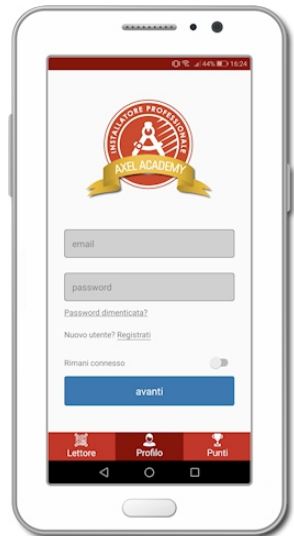 44% 16:24
INSTALLATORE PROFESSIONALE
AXEL ACADEMY
email
password
Password dimenticata?
Nuovo utente? Registrati
Rimani connesso
avanti
Lettore Profilo Punti